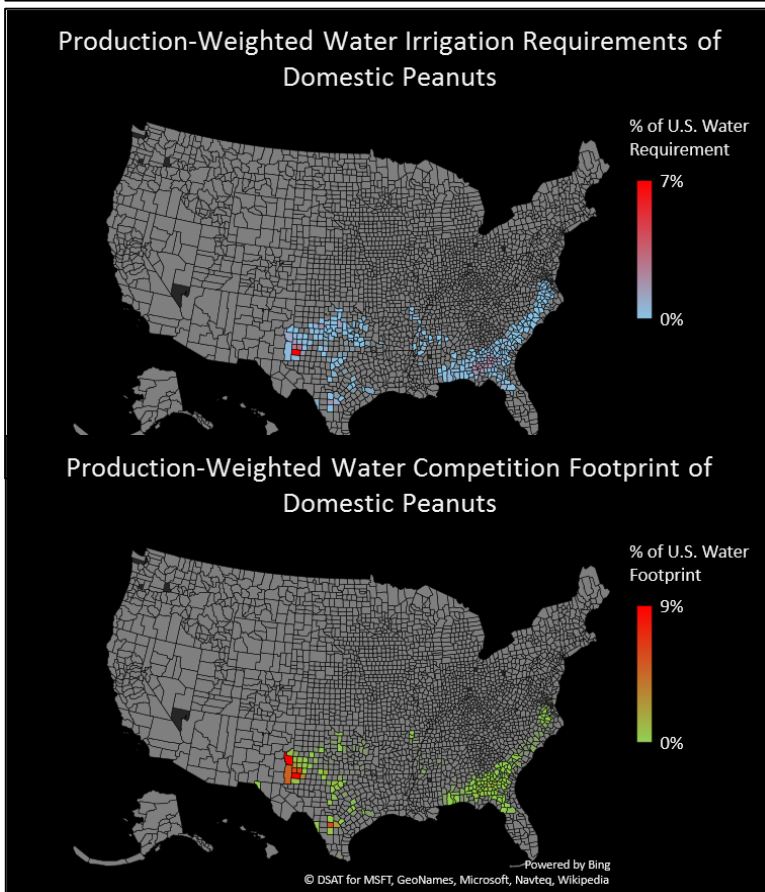 Production-Weighted Water Irrigation Requirements of
Domestic Peanuts
% of U.S. Water
Requirement
7%
0%
Production-Weighted Water Competition Footprint of
Domestic Peanuts
% of U.S. Water
Footprint
9%
0%
Powered by Bing
© DSAT for MSFT, GeoNames, Microsoft, Navteq, Wikipedia